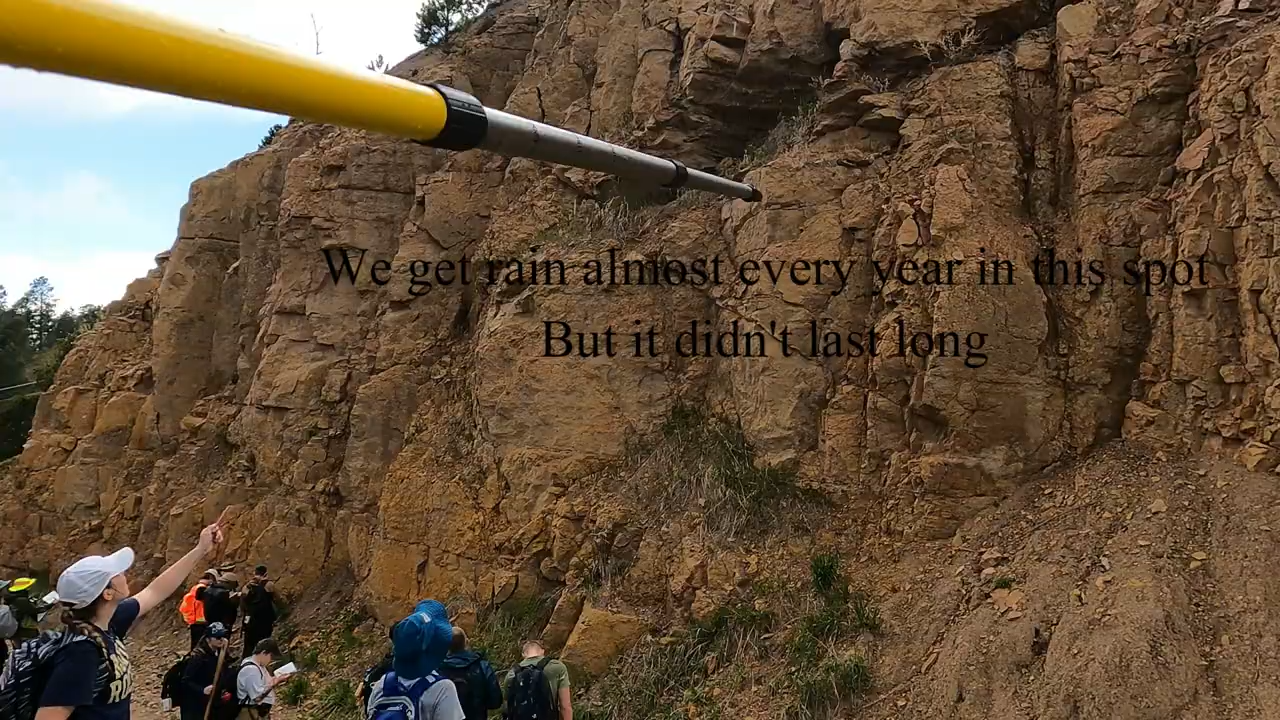 We get rain almost every year in this spot
But it didn't last long